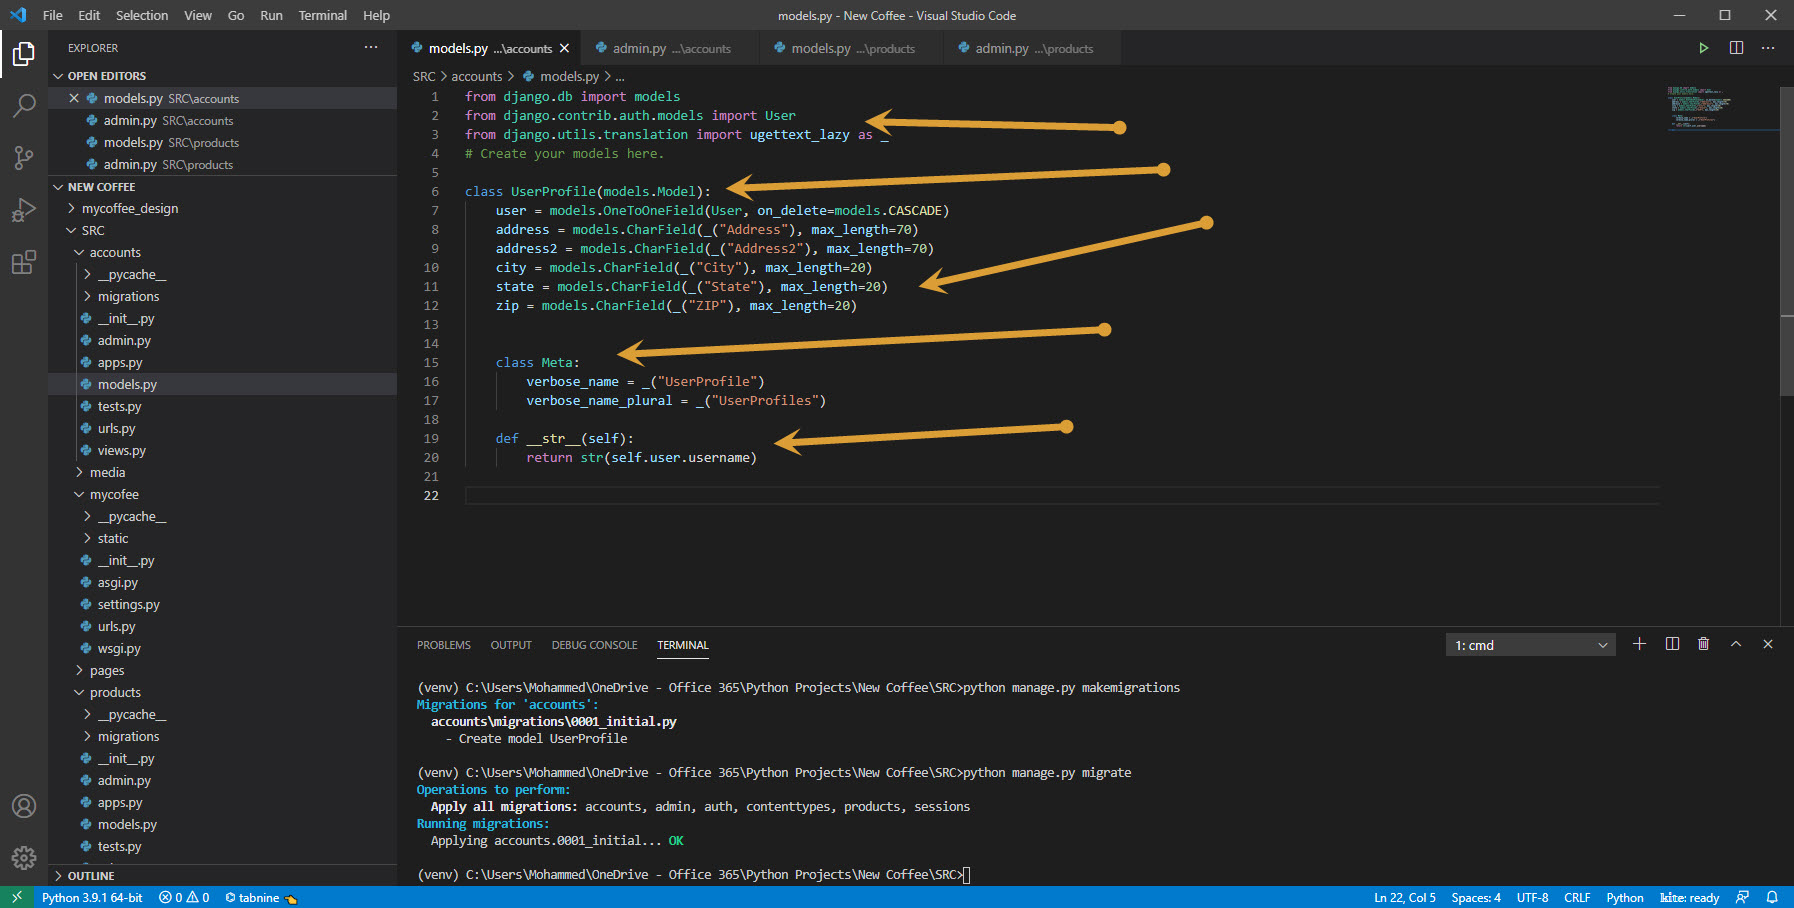 File Edit Selection View Go Run Terminal Help
models.py - New Coffee - Visual Studio Code
EXPLORER
OPEN EDITORS
models.py SRC\accounts
admin.py SRC\accounts
models.py SRC\products
admin.py SRC\products
NEW COFFEE
mycoffee_design
SRC
accounts
__pycache__
migrations
__init__.py
admin.py
apps.py
models.py
tests.py
urls.py
views.py
media
mycofee
__pycache__
static
__init__.py
asgi.py
settings.py
urls.py
wsgi.py
pages
products
__pycache__
migrations
__init__.py
admin.py
apps.py
models.py
tests.py
OUTLINE
models.py ...\accounts
admin.py ...\accounts
models.py ...\products
admin.py ...\products
SRC > accounts > models.py > ...
1 from django.db import models
2 from django.contrib.auth.models import User
3 from django.utils.translation import ugettext_lazy as _
4 # Create your models here.
5
6 class UserProfile(models.Model):
7 user = models.OneToOneField(User, on_delete=models.CASCADE)
8 address = models.CharField(_("Address"), max_length=70)
9 address2 = models.CharField(_("Address2"), max_length=70)
10 city = models.CharField(_("City"), max_length=20)
11 state = models.CharField(_("State"), max_length=20)
12 zip = models.CharField(_("ZIP"), max_length=20)
13
14
15 class Meta:
16 verbose_name = _("UserProfile")
17 verbose_name_plural = _("UserProfiles")
18
19 def __str__(self):
20 return str(self.user.username)
21
22
PROBLEMS OUTPUT DEBUG CONSOLE TERMINAL
1: cmd
(venv) C:\Users\Mohammed\OneDrive - Office 365\Python Projects\New Coffee\SRC>python manage.py makemigrations
Migrations for 'accounts':
accounts\migrations\0001_initial.py
- Create model UserProfile
(venv) C:\Users\Mohammed\OneDrive - Office 365\Python Projects\New Coffee\SRC>python manage.py migrate
Operations to perform:
Apply all migrations: accounts, admin, auth, contenttypes, products, sessions
Running migrations:
Applying accounts.0001_initial... OK
(venv) C:\Users\Mohammed\OneDrive - Office 365\Python Projects\New Coffee\SRC>
Python 3.9.1 64-bit 0 0 tabnine
Ln 22, Col 5 Spaces: 4 UTF-8 CRLF Python kite: ready